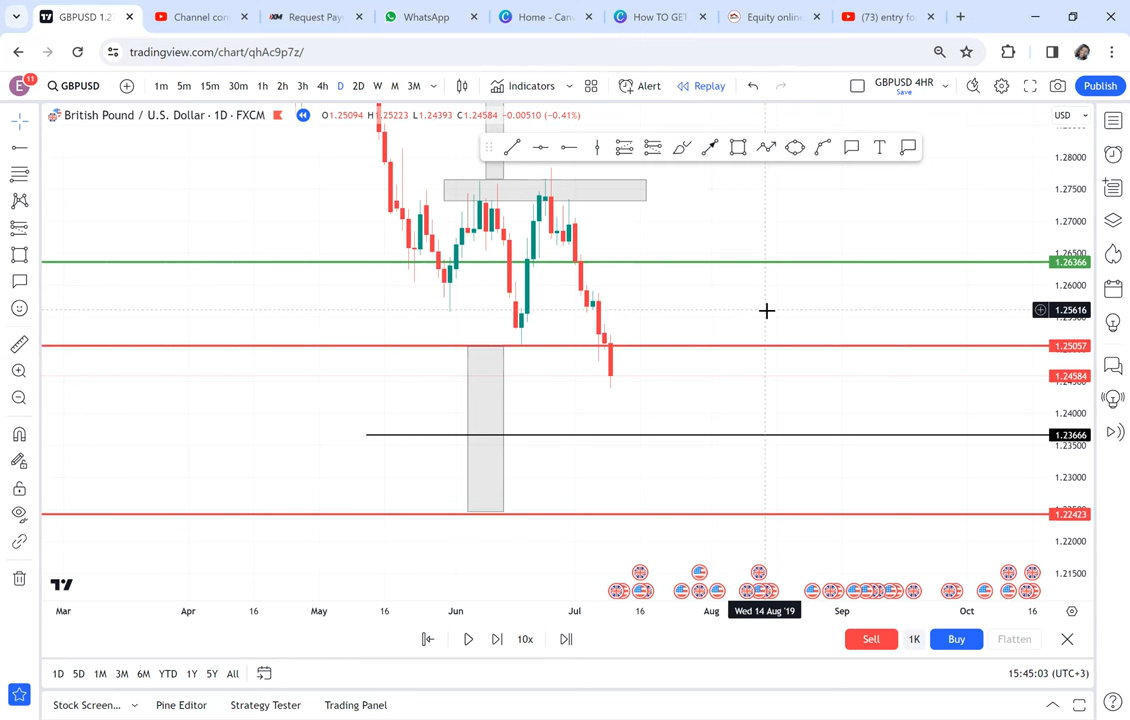 GBPUSD 1.2
Channel con
XM Request Pay
WhatsApp
Home - Can
How TO GET
Equity online
(73) entry fo
tradingview.com/chart/qhAc9p7z/
E 11 GBPUSD 1m 5m 15m 30m 1h 2h 3h 4h D 2D W M 3M Indicators Alert Replay GBPUSD 4HR Save Publish
British Pound / U.S. Dollar · 1D · FXCM O1.25094 H1.25223 L1.24393 C1.24584 -0.00510 (-0.41%) USD
T
1.28000
1.27500
1.27000
1.26500
1.26366
1.26000
1.25616
1.25057
1.24584
1.24000
1.23666
1.23500
1.23000
1.22423
1.22000
1.21500
Mar Apr 16 May 16 Jun Jul 16 Aug Wed 14 Aug '19 Sep Oct 16
10x Sell 1K Buy Flatten
1D 5D 1M 3M 6M YTD 1Y 5Y All 15:45:03 (UTC+3)
Stock Screen... Pine Editor Strategy Tester Trading Panel